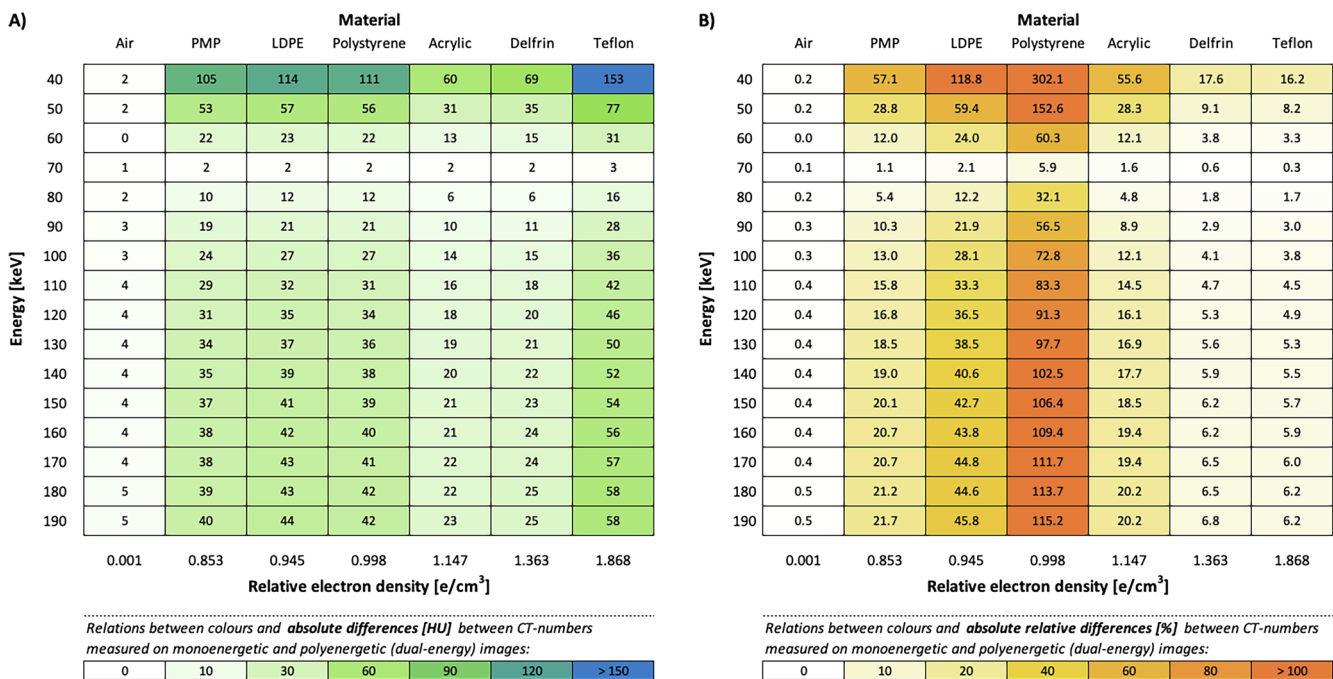 A) Material
Air PMP LDPE Polystyrene Acrylic Delfrin Teflon
Energy [keV]
40 2 105 114 111 60 69 153
50 2 53 57 56 31 35 77
60 0 22 23 22 13 15 31
70 1 2 2 2 2 2 3
80 2 10 12 12 6 6 16
90 3 19 21 21 10 11 28
100 3 24 27 27 14 15 36
110 4 29 32 31 16 18 42
120 4 31 35 34 18 20 46
130 4 34 37 36 19 21 50
140 4 35 39 38 20 22 52
150 4 37 41 39 21 23 54
160 4 38 42 40 21 24 56
170 4 38 43 41 22 24 57
180 5 39 43 42 22 25 58
190 5 40 44 42 23 25 58
0.001 0.853 0.945 0.998 1.147 1.363 1.868
Relative electron density [e/cm³]
Relations between colours and absolute differences [HU] between CT-numbers
measured on monoenergetic and polyenergetic (dual-energy) images:
0 10 30 60 90 120 > 150
B) Material
Air PMP LDPE Polystyrene Acrylic Delfrin Teflon
Energy [keV]
40 0.2 57.1 118.8 302.1 55.6 17.6 16.2
50 0.2 28.8 59.4 152.6 28.3 9.1 8.2
60 0.0 12.0 24.0 60.3 12.1 3.8 3.3
70 0.1 1.1 2.1 5.9 1.6 0.6 0.3
80 0.2 5.4 12.2 32.1 4.8 1.8 1.7
90 0.3 10.3 21.9 56.5 8.9 2.9 3.0
100 0.3 13.0 28.1 72.8 12.1 4.1 3.8
110 0.4 15.8 33.3 83.3 14.5 4.7 4.5
120 0.4 16.8 36.5 91.3 16.1 5.3 4.9
130 0.4 18.5 38.5 97.7 16.9 5.6 5.3
140 0.4 19.0 40.6 102.5 17.7 5.9 5.5
150 0.4 20.1 42.7 106.4 18.5 6.2 5.7
160 0.4 20.7 43.8 109.4 19.4 6.2 5.9
170 0.4 20.7 44.8 111.7 19.4 6.5 6.0
180 0.5 21.2 44.6 113.7 20.2 6.5 6.2
190 0.5 21.7 45.8 115.2 20.2 6.8 6.2
0.001 0.853 0.945 0.998 1.147 1.363 1.868
Relative electron density [e/cm³]
Relations between colours and absolute relative differences [%] between CT-numbers
measured on monoenergetic and polyenergetic (dual-energy) images:
0 10 20 40 60 80 > 100